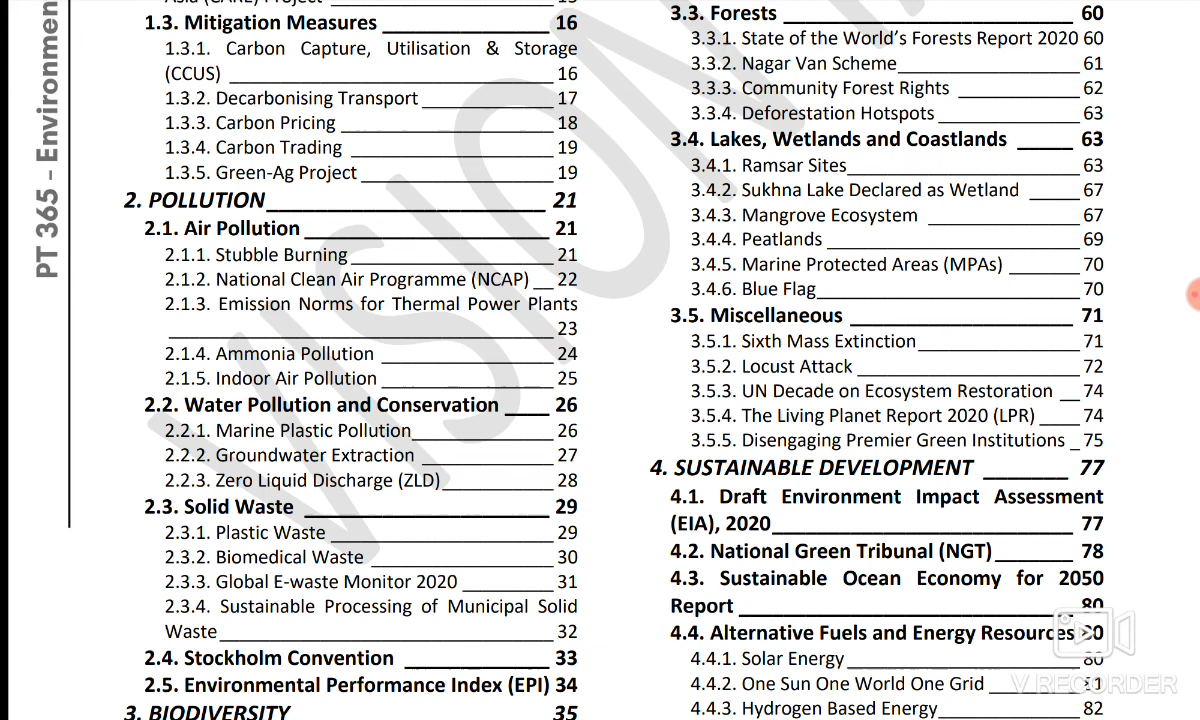 PT 365 – Environmen
1.3. Mitigation Measures 16
1.3.1. Carbon Capture, Utilisation & Storage
(CCUS) 16
1.3.2. Decarbonising Transport 17
1.3.3. Carbon Pricing 18
1.3.4. Carbon Trading 19
1.3.5. Green-Ag Project 19
2. POLLUTION 21
2.1. Air Pollution 21
2.1.1. Stubble Burning 21
2.1.2. National Clean Air Programme (NCAP) 22
2.1.3. Emission Norms for Thermal Power Plants
23
2.1.4. Ammonia Pollution 24
2.1.5. Indoor Air Pollution 25
2.2. Water Pollution and Conservation 26
2.2.1. Marine Plastic Pollution 26
2.2.2. Groundwater Extraction 27
2.2.3. Zero Liquid Discharge (ZLD) 28
2.3. Solid Waste 29
2.3.1. Plastic Waste 29
2.3.2. Biomedical Waste 30
2.3.3. Global E-waste Monitor 2020 31
2.3.4. Sustainable Processing of Municipal Solid
Waste 32
2.4. Stockholm Convention 33
2.5. Environmental Performance Index (EPI) 34
3. BIODIVERSITY 35
3.3. Forests 60
3.3.1. State of the World's Forests Report 2020 60
3.3.2. Nagar Van Scheme 61
3.3.3. Community Forest Rights 62
3.3.4. Deforestation Hotspots 63
3.4. Lakes, Wetlands and Coastlands 63
3.4.1. Ramsar Sites 63
3.4.2. Sukhna Lake Declared as Wetland 67
3.4.3. Mangrove Ecosystem 67
3.4.4. Peatlands 69
3.4.5. Marine Protected Areas (MPAs) 70
3.4.6. Blue Flag 70
3.5. Miscellaneous 71
3.5.1. Sixth Mass Extinction 71
3.5.2. Locust Attack 72
3.5.3. UN Decade on Ecosystem Restoration 74
3.5.4. The Living Planet Report 2020 (LPR) 74
3.5.5. Disengaging Premier Green Institutions 75
4. SUSTAINABLE DEVELOPMENT 77
4.1. Draft Environment Impact Assessment
(EIA), 2020 77
4.2. National Green Tribunal (NGT) 78
4.3. Sustainable Ocean Economy for 2050
Report 80
4.4. Alternative Fuels and Energy Resources 80
4.4.1. Solar Energy 80
4.4.2. One Sun One World One Grid
4.4.3. Hydrogen Based Energy 82
VISION
V RECORDER